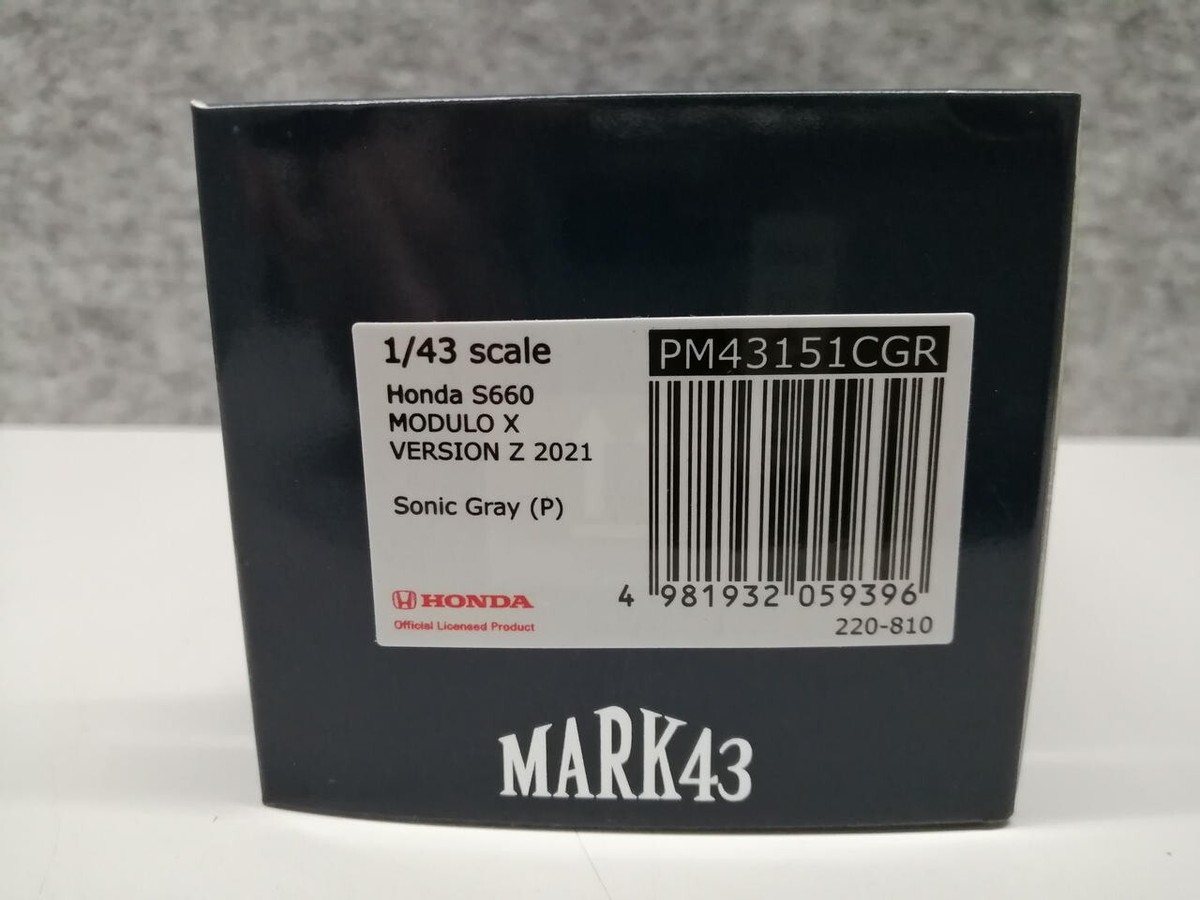 1/43 scale
Honda S660
MODULO X
VERSION Z 2021
Sonic Gray (P)
HONDA
Official Licensed Product
PM43151CGR
4 981932 059396
220-810
MARK43